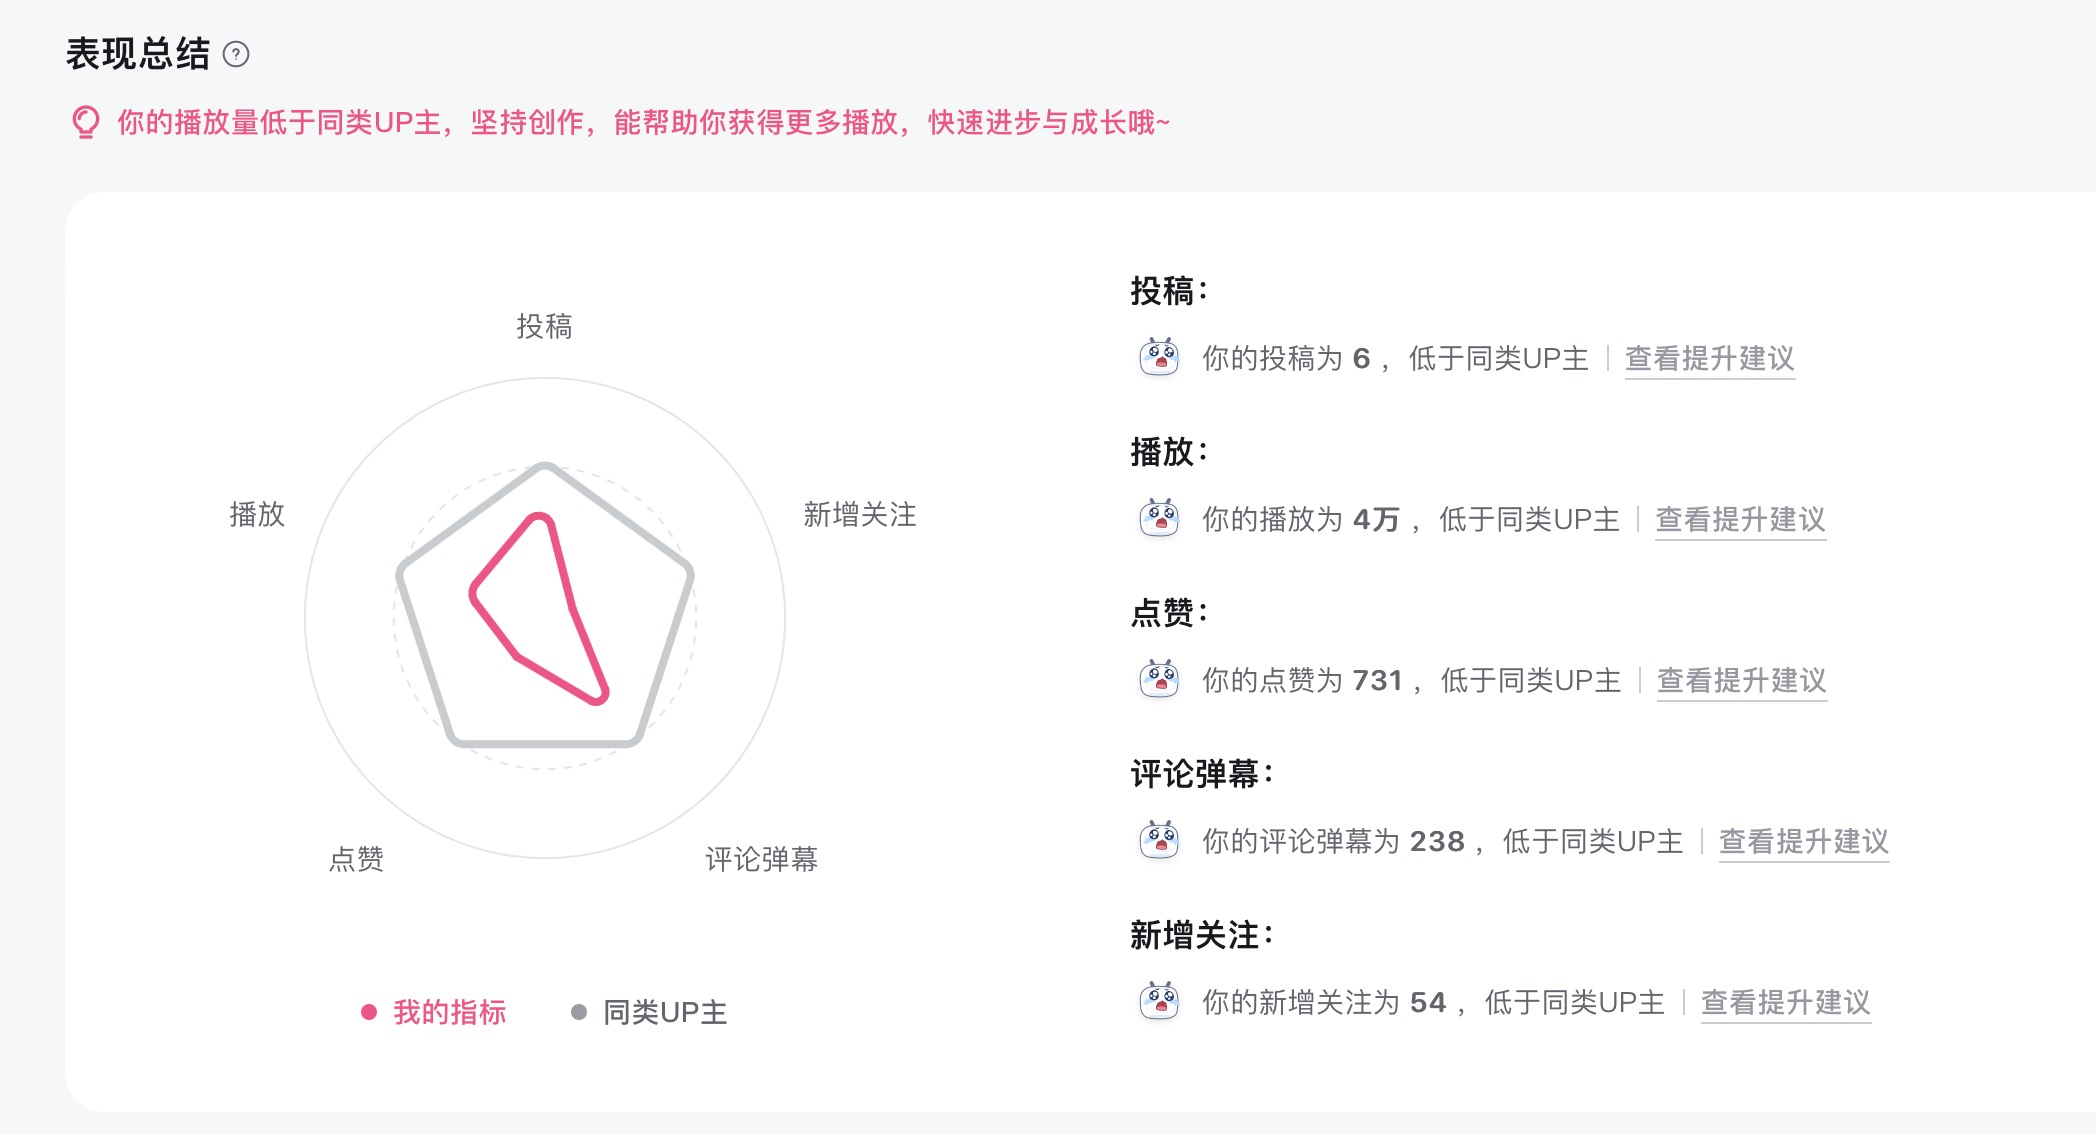 表现总结 ?
你的播放量低于同类UP主，坚持创作，能帮助你获得更多播放，快速进步与成长哦~
投稿
播放
新增关注
点赞
评论弹幕
我的指标
同类UP主
投稿：
你的投稿为 6 ，低于同类UP主 | 查看提升建议
播放：
你的播放为 4万 ，低于同类UP主 | 查看提升建议
点赞：
你的点赞为 731 ，低于同类UP主 | 查看提升建议
评论弹幕：
你的评论弹幕为 238 ，低于同类UP主 | 查看提升建议
新增关注：
你的新增关注为 54 ，低于同类UP主 | 查看提升建议